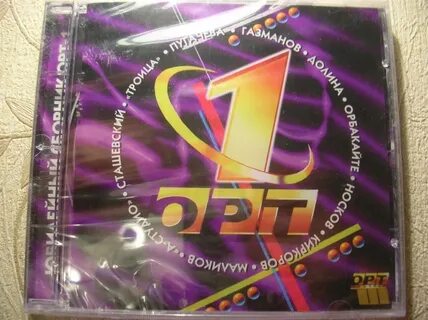 ЮБИЛЕЙНЫЙ СБОРНИК ОРТ
ПУГАЧЕВА • ГАЗМАНОВ • ДОЛИНА • ОРБАКАЙТЕ • НОСКОВ • КИРКОРОВ • МАЛИКОВ • «А-СТУДИО» • СТАШЕВСКИЙ • «ТРОИЦА» •
1
ОРТ
ОРТ